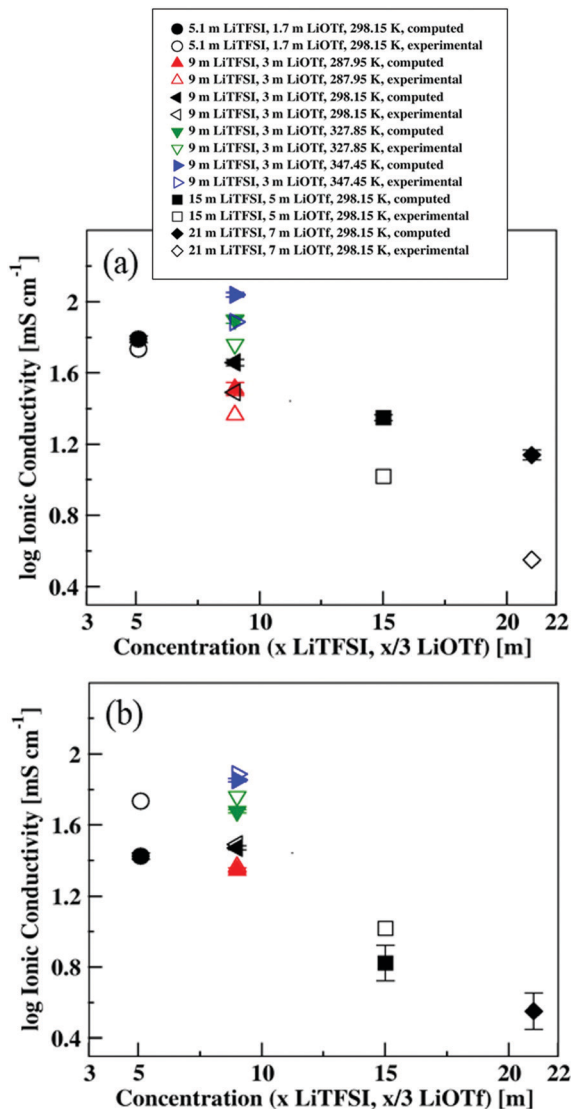 5.1 m LiTFSI, 1.7 m LiOTf, 298.15 K, computed
5.1 m LiTFSI, 1.7 m LiOTf, 298.15 K, experimental
9 m LiTFSI, 3 m LiOTf, 287.95 K, computed
9 m LiTFSI, 3 m LiOTf, 287.95 K, experimental
9 m LiTFSI, 3 m LiOTf, 298.15 K, computed
9 m LiTFSI, 3 m LiOTf, 298.15 K, experimental
9 m LiTFSI, 3 m LiOTf, 327.85 K, computed
9 m LiTFSI, 3 m LiOTf, 327.85 K, experimental
9 m LiTFSI, 3 m LiOTf, 347.45 K, computed
9 m LiTFSI, 3 m LiOTf, 347.45 K, experimental
15 m LiTFSI, 5 m LiOTf, 298.15 K, computed
15 m LiTFSI, 5 m LiOTf, 298.15 K, experimental
21 m LiTFSI, 7 m LiOTf, 298.15 K, computed
21 m LiTFSI, 7 m LiOTf, 298.15 K, experimental
(a)
log Ionic Conductivity [mS cm⁻¹]
2
1.6
1.2
0.8
0.4
3 5 10 15 20 22
Concentration (x LiTFSI, x/3 LiOTf) [m]
(b)
log Ionic Conductivity [mS cm⁻¹]
2
1.6
1.2
0.8
0.4
3 5 10 15 20 22
Concentration (x LiTFSI, x/3 LiOTf) [m]